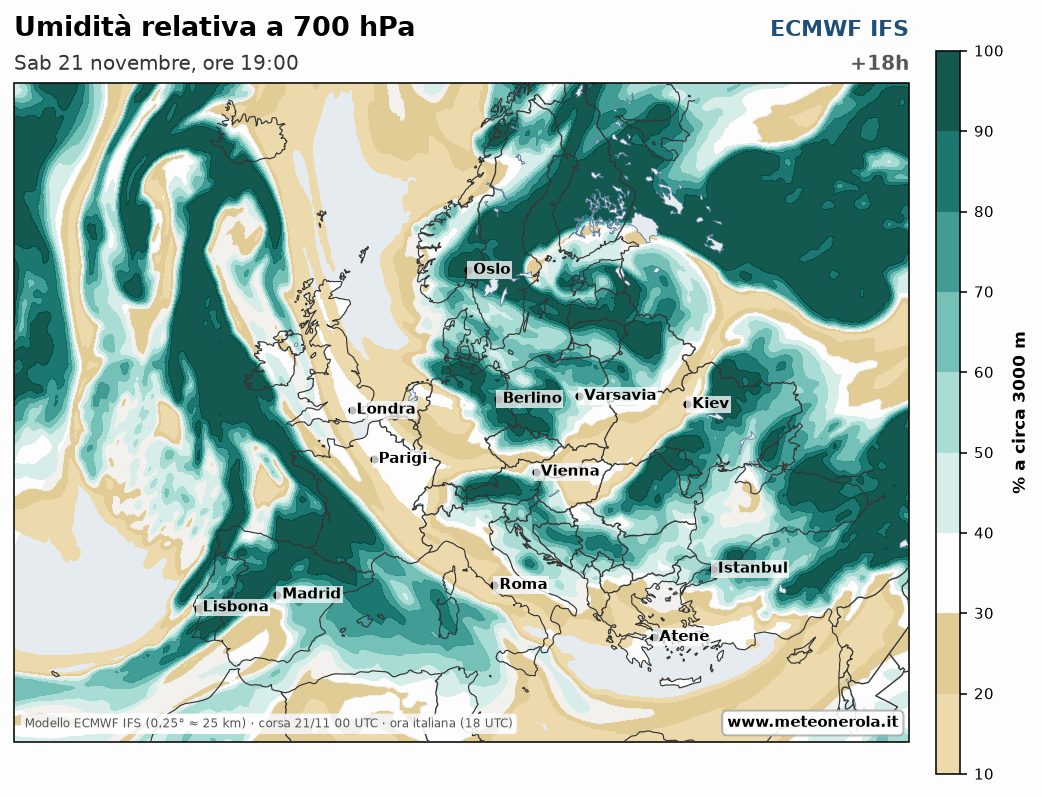 Umidità relativa a 700 hPa
ECMWF IFS
Sab 21 novembre, ore 19:00
+18h
100
90
80
70
60
50
40
30
20
10
% a circa 3000 m
Oslo
Berlino
Varsavia
Kiev
Londra
Parigi
Vienna
Istanbul
Roma
Madrid
Lisbona
Atene
Modello ECMWF IFS (0,25° ≈ 25 km) · corsa 21/11 00 UTC · ora italiana (18 UTC)
www.meteonerola.it